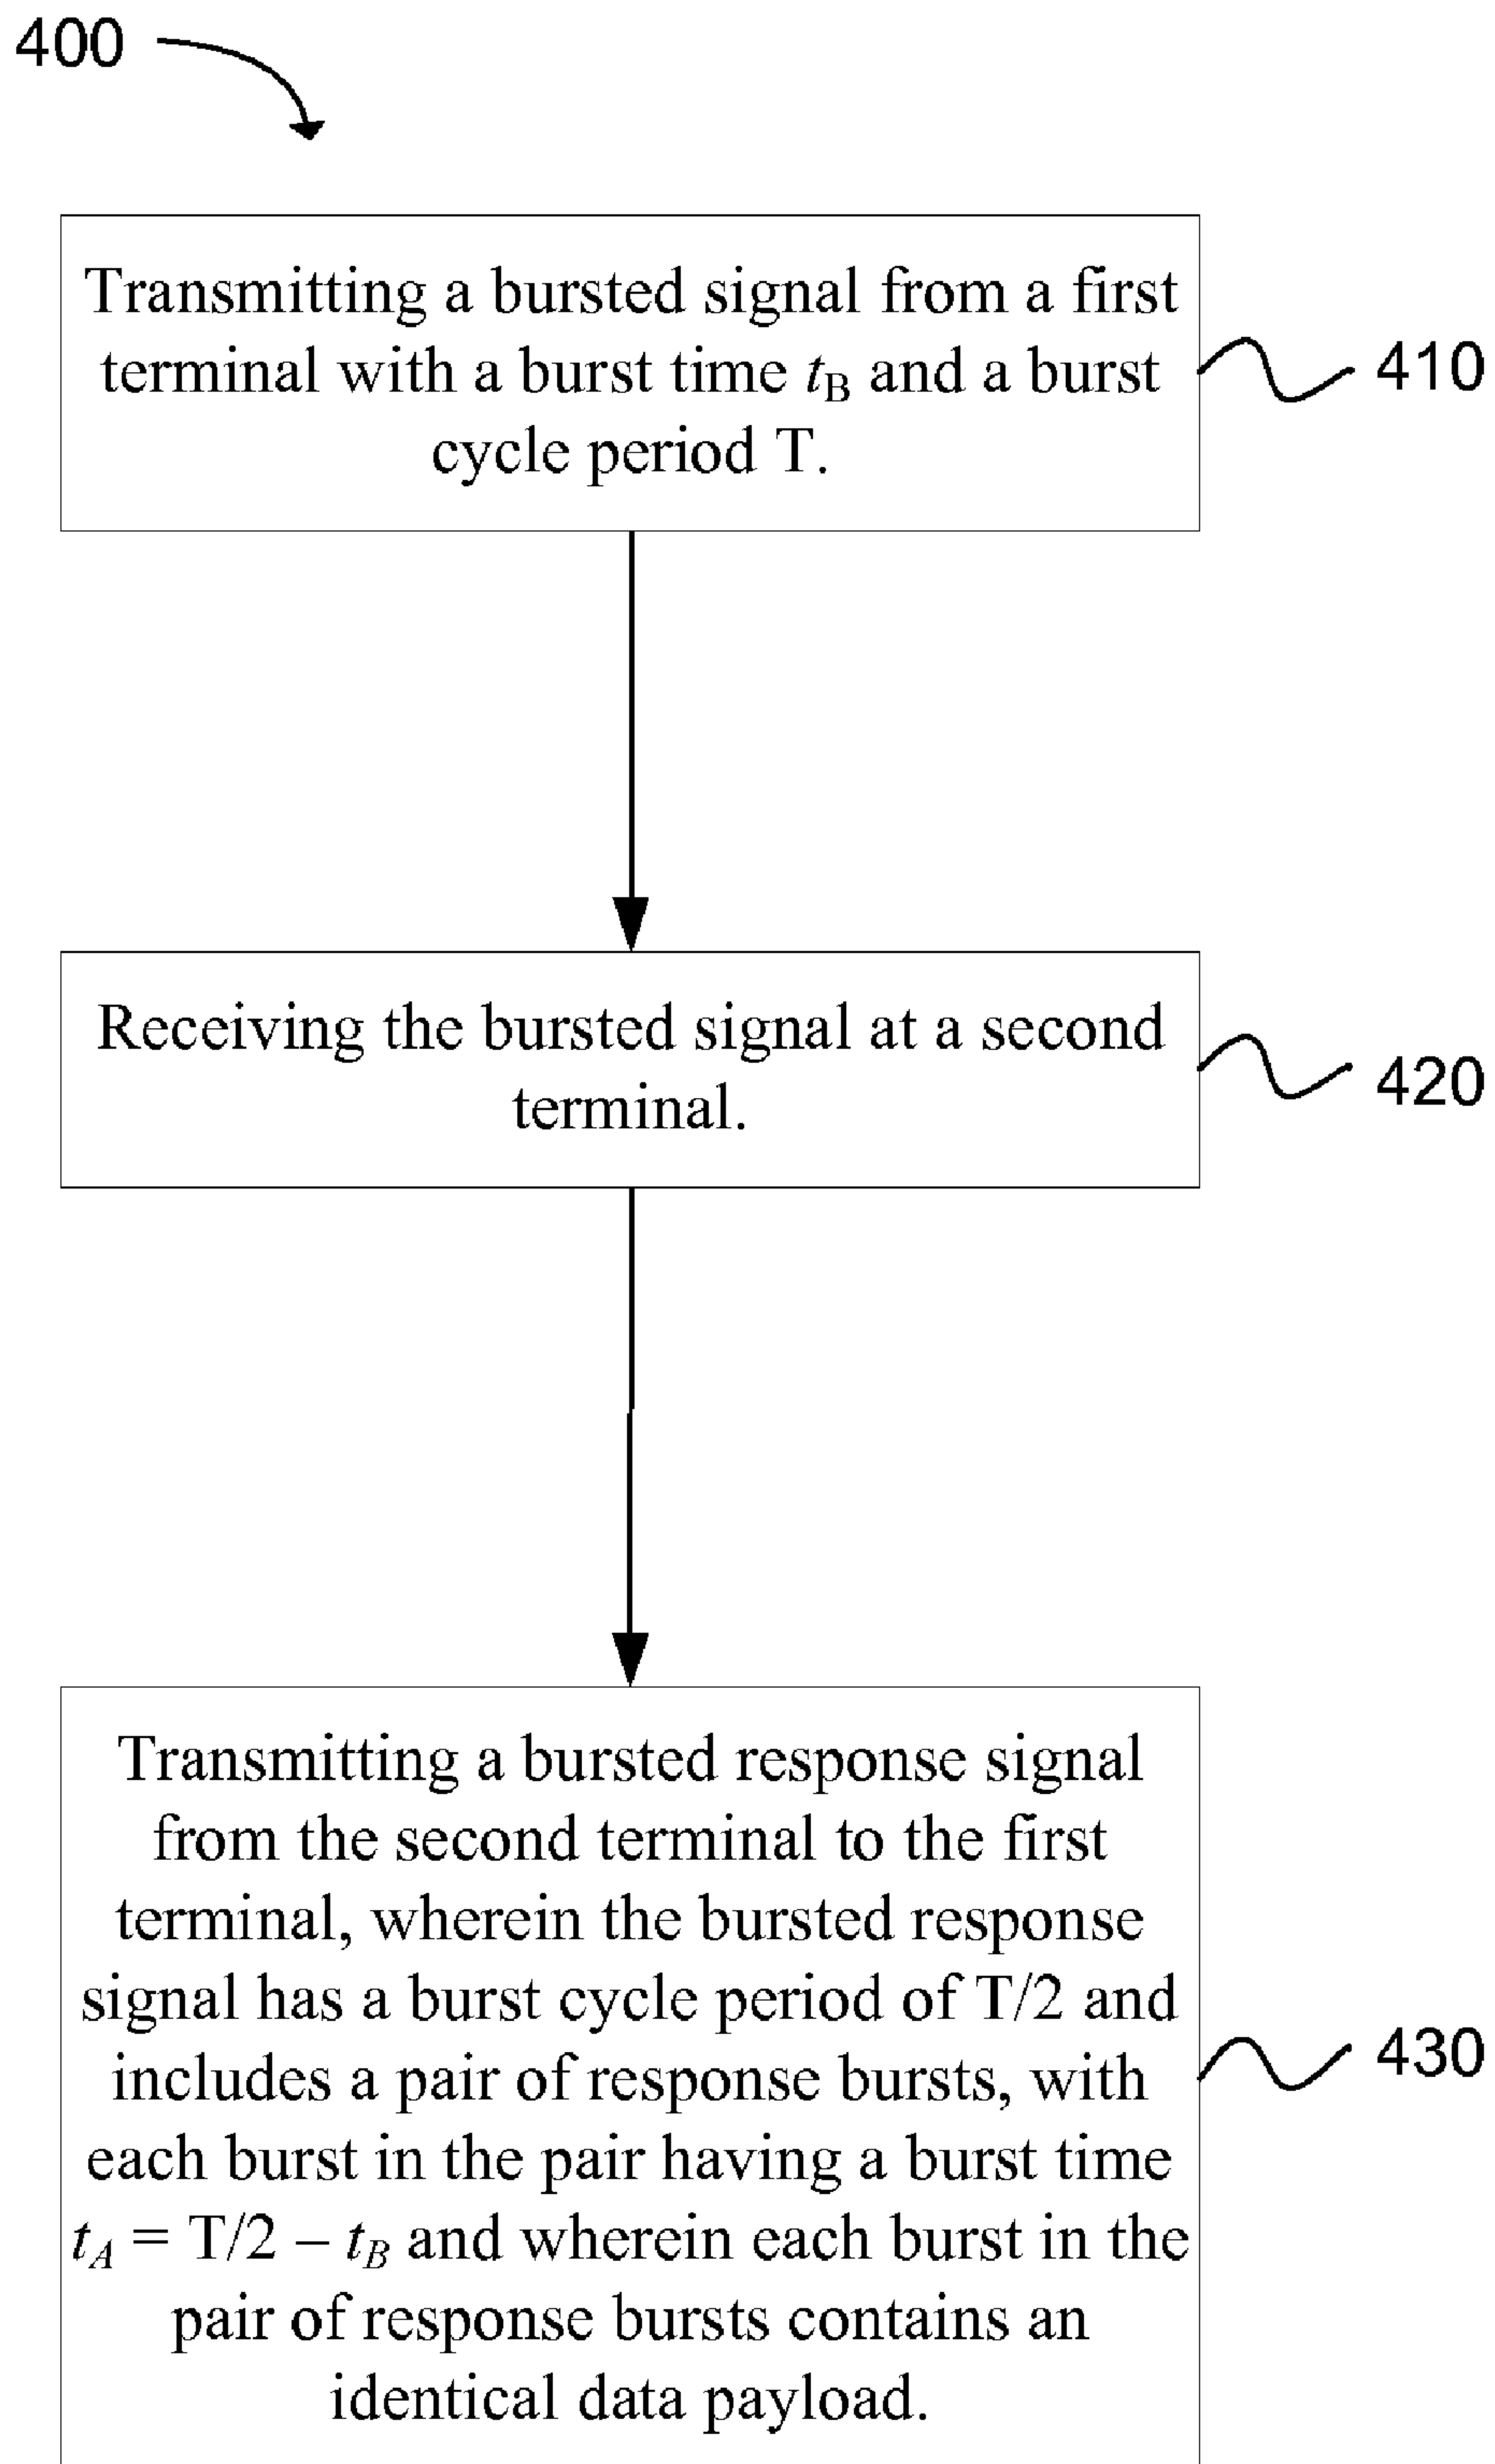 400
Transmitting a bursted signal from a first
terminal with a burst time tB and a burst
cycle period T.
410
Receiving the bursted signal at a second
terminal.
420
Transmitting a bursted response signal
from the second terminal to the first
terminal, wherein the bursted response
signal has a burst cycle period of T/2 and
includes a pair of response bursts, with
each burst in the pair having a burst time
tA = T/2 – tB and wherein each burst in the
pair of response bursts contains an
identical data payload.
430